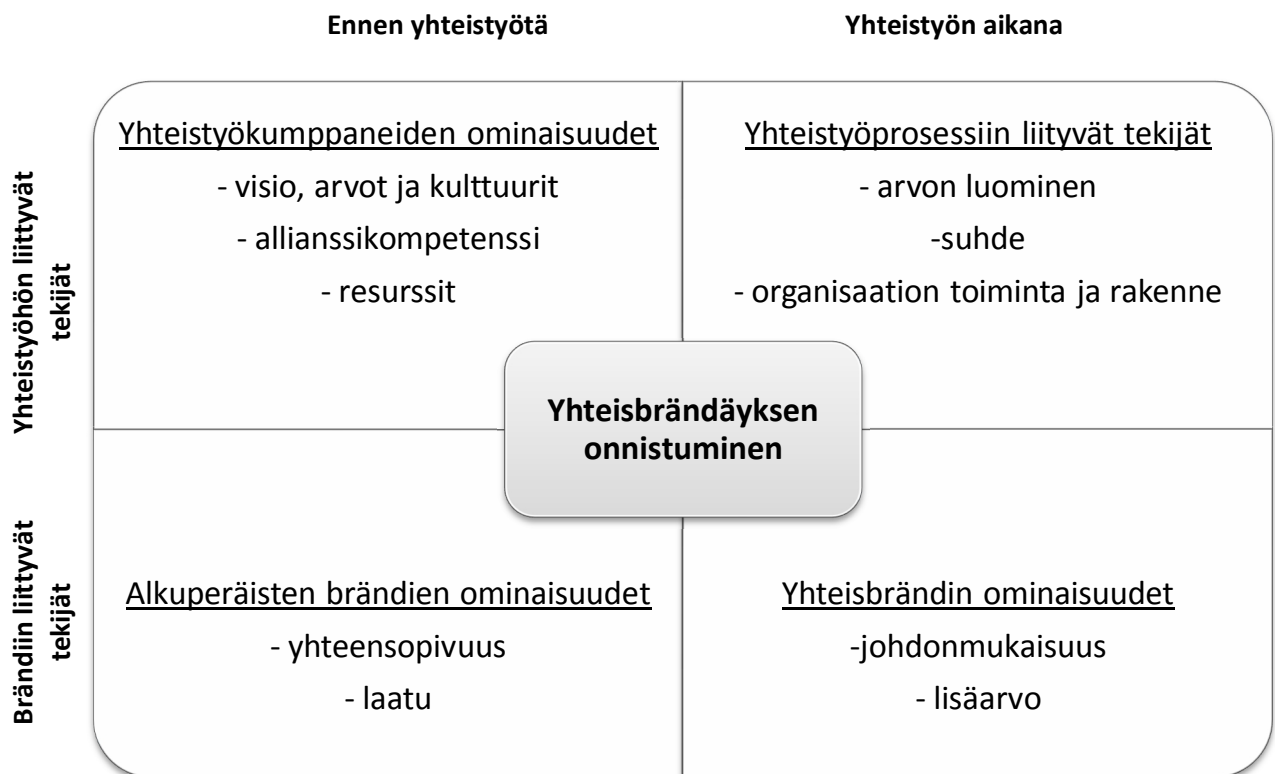 Ennen yhteistyötä
Yhteistyön aikana
Yhteistyöhön liittyvät
tekijät
Yhteistyökumppaneiden ominaisuudet
- visio, arvot ja kulttuurit
- allianssikompetenssi
- resurssit
Yhteistyöprosessiin liityvät tekijät
- arvon luominen
-suhde
- organisaation toiminta ja rakenne
Yhteisbrändäyksen
onnistuminen
Brändiin liittyvät
tekijät
Alkuperäisten brändien ominaisuudet
- yhteensopivuus
- laatu
Yhteisbrändin ominaisuudet
-johdonmukaisuus
- lisäarvo